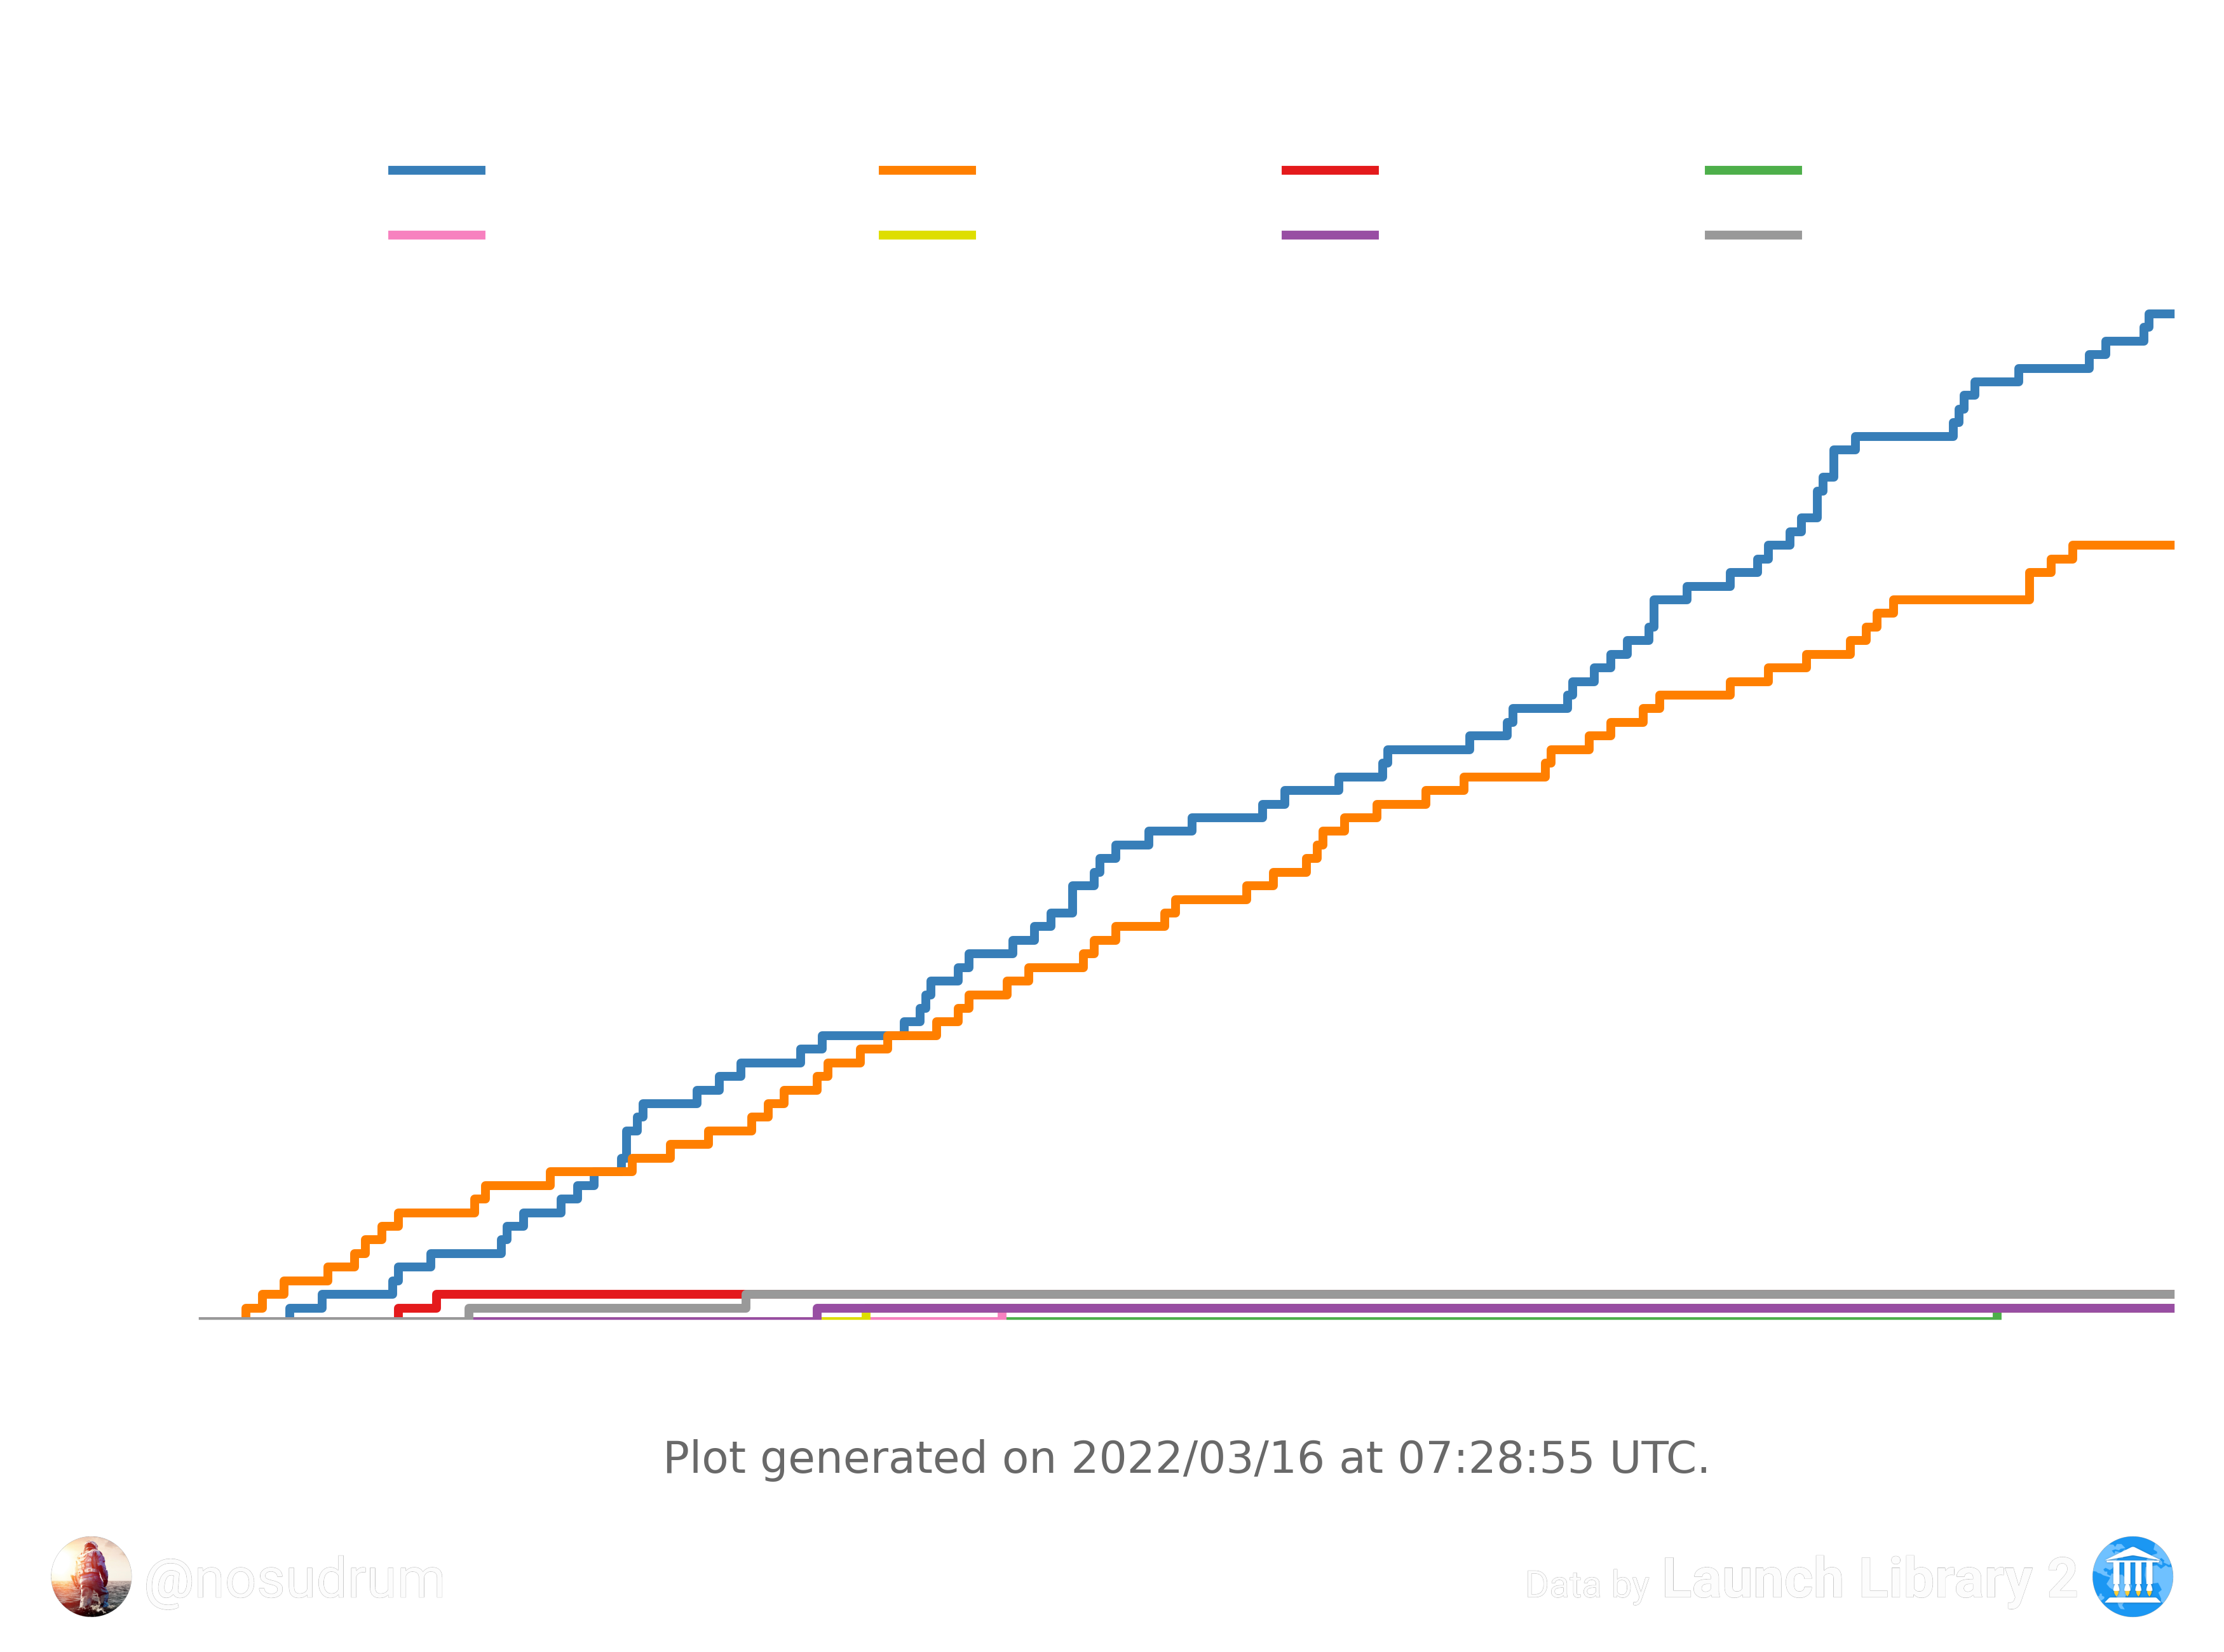 Plot generated on 2022/03/16 at 07:28:55 UTC.
@nosudrum
Data by Launch Library 2